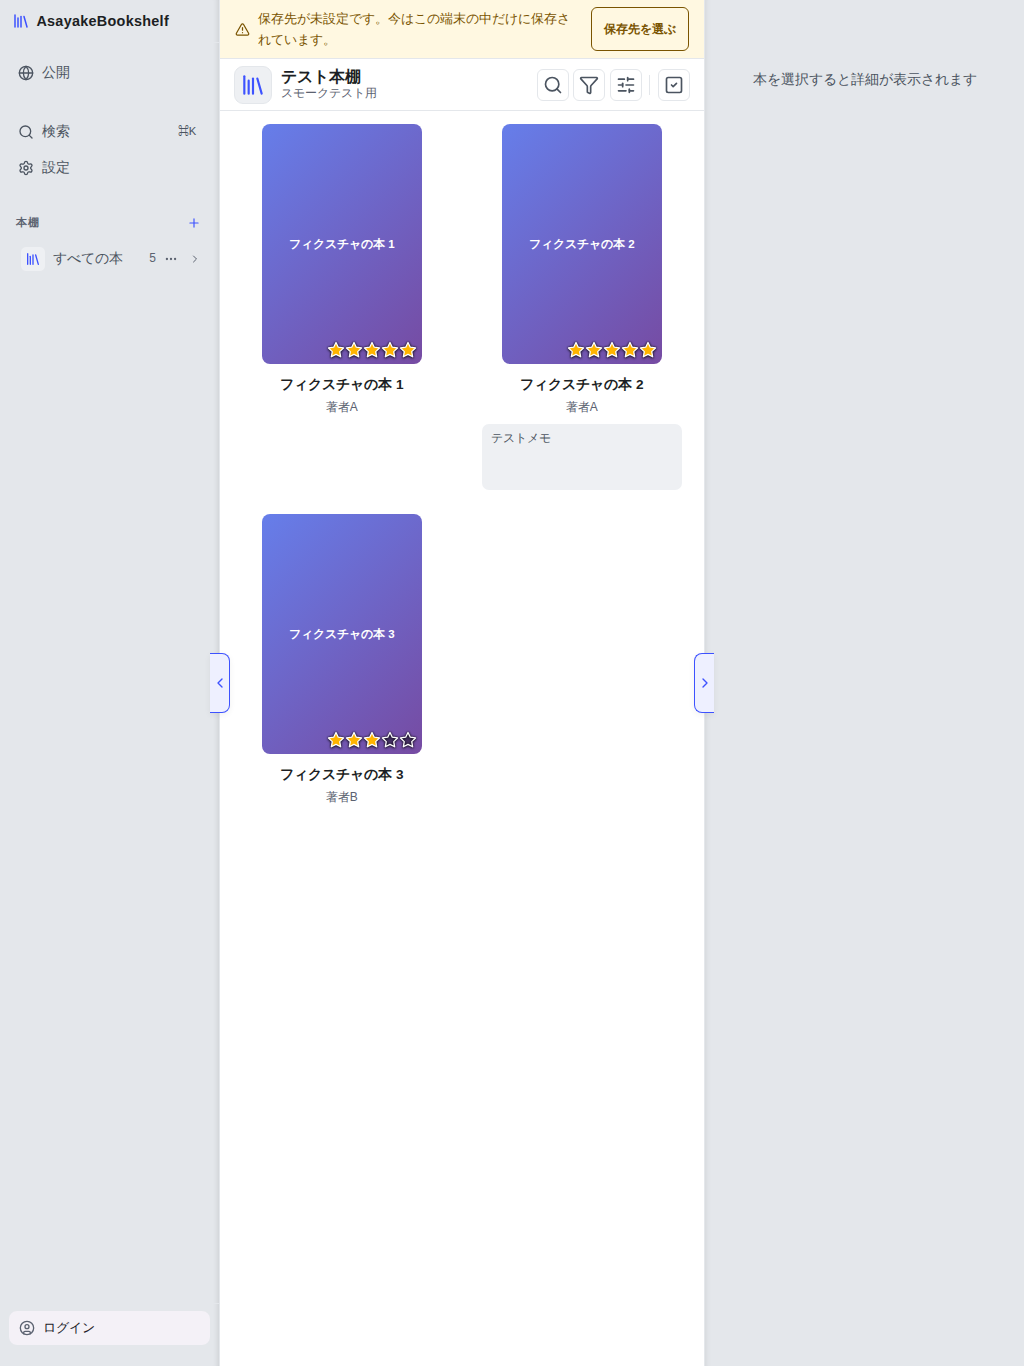 AsayakeBookshelf
公開
検索 ⌘K
設定
本棚
すべての本 5
ログイン
保存先が未設定です。今はこの端末の中だけに保存さ
れています。
保存先を選ぶ
テスト本棚
スモークテスト用
フィクスチャの本 1
フィクスチャの本 1
著者A
フィクスチャの本 2
フィクスチャの本 2
著者A
テストメモ
フィクスチャの本 3
フィクスチャの本 3
著者B
本を選択すると詳細が表示されます